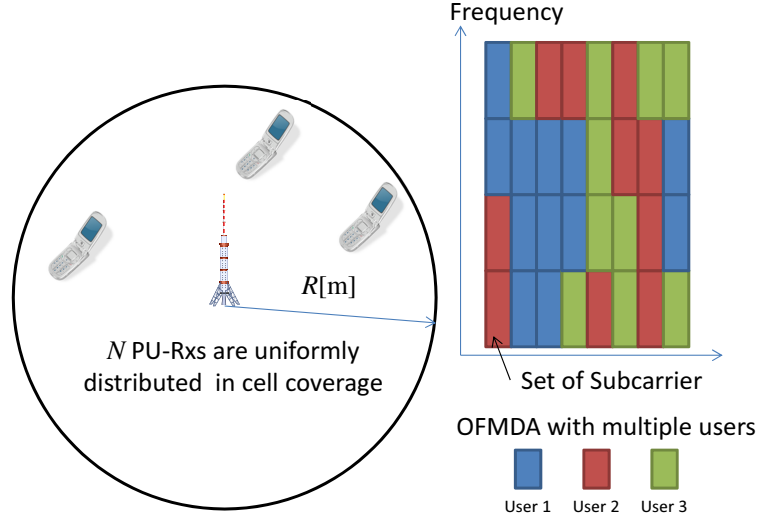 Frequency
R[m]
N PU-Rxs are uniformly
distributed in cell coverage
Set of Subcarrier
OFMDA with multiple users
User 1
User 2
User 3